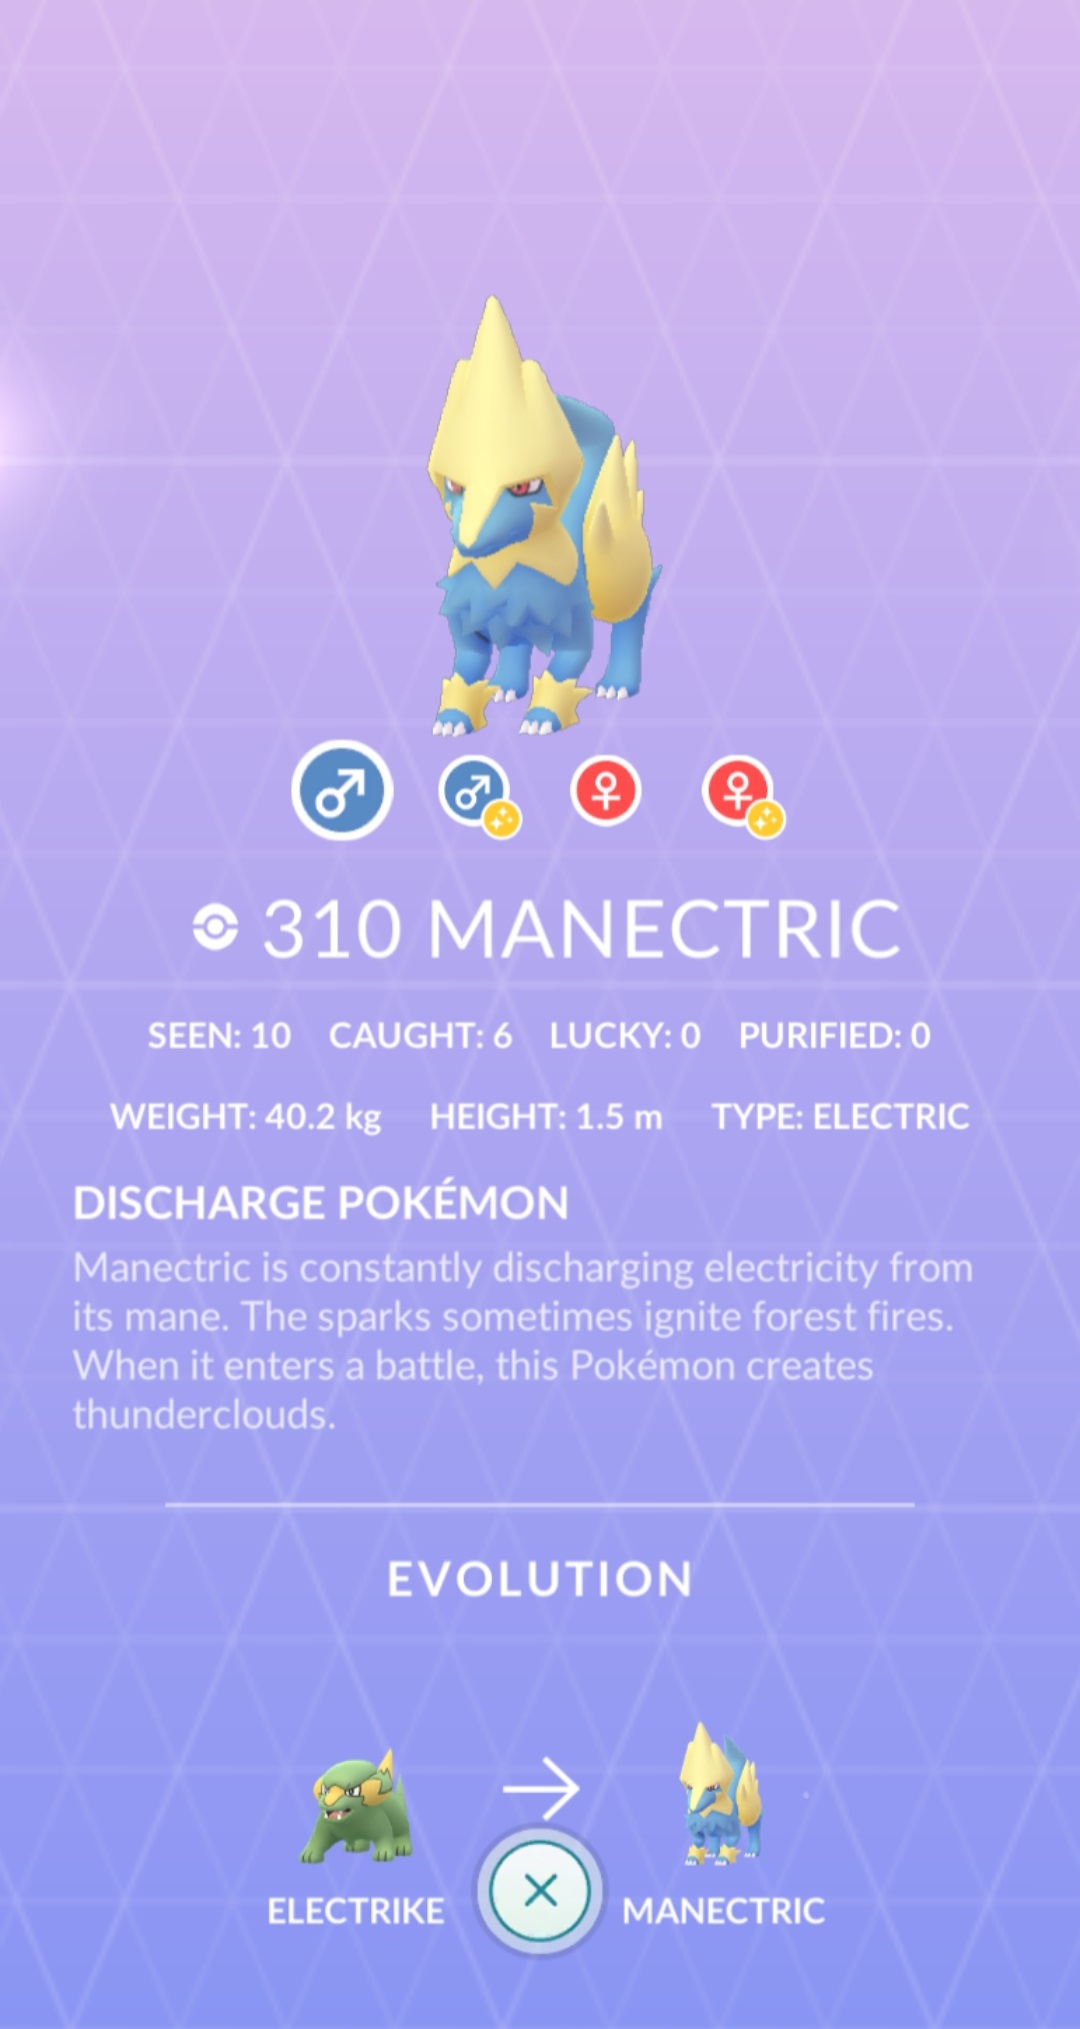 310 MANECTRIC
SEEN: 10 CAUGHT: 6 LUCKY: 0 PURIFIED: 0
WEIGHT: 40.2 kg HEIGHT: 1.5 m TYPE: ELECTRIC
DISCHARGE POKÉMON
Manectric is constantly discharging electricity from
its mane. The sparks sometimes ignite forest fires.
When it enters a battle, this Pokémon creates
thunderclouds.
EVOLUTION
ELECTRIKE MANECTRIC